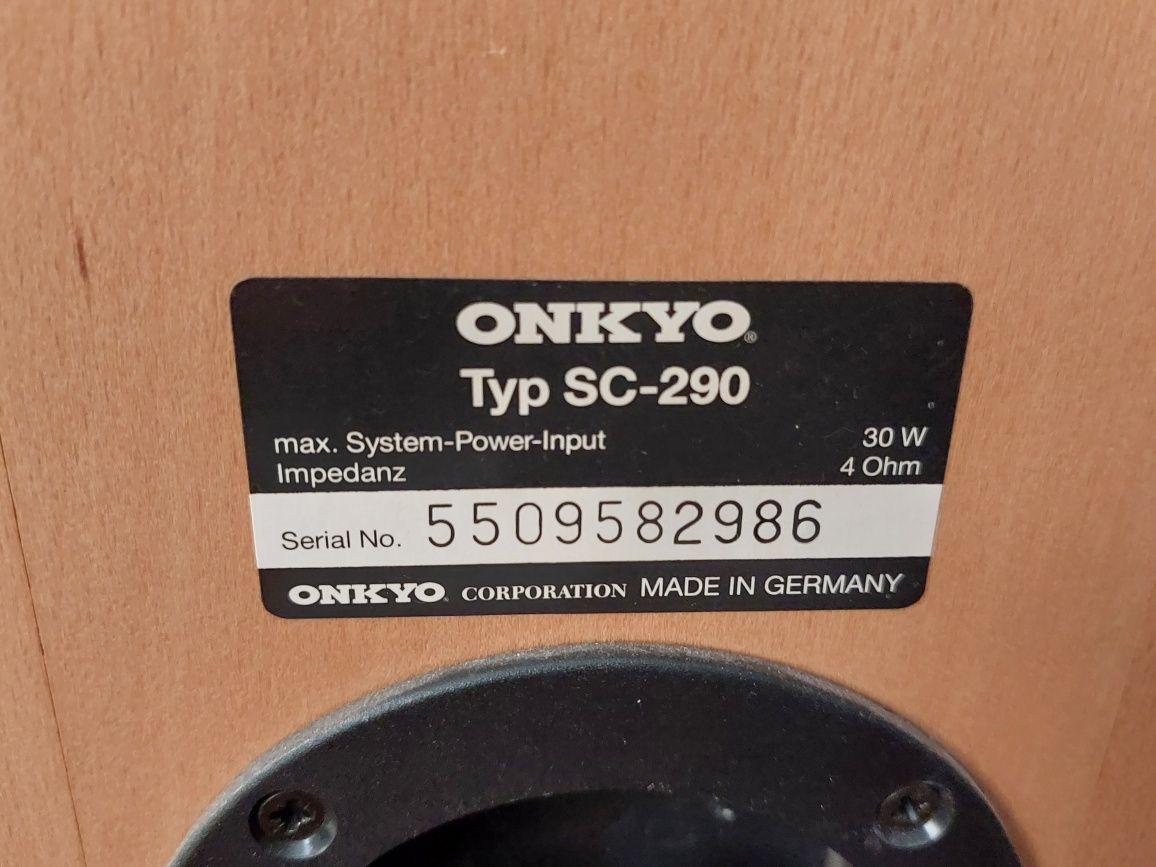 ONKYO®
Typ SC-290
max. System-Power-Input 30 W
Impedanz 4 Ohm
Serial No. 5509582986
ONKYO CORPORATION MADE IN GERMANY